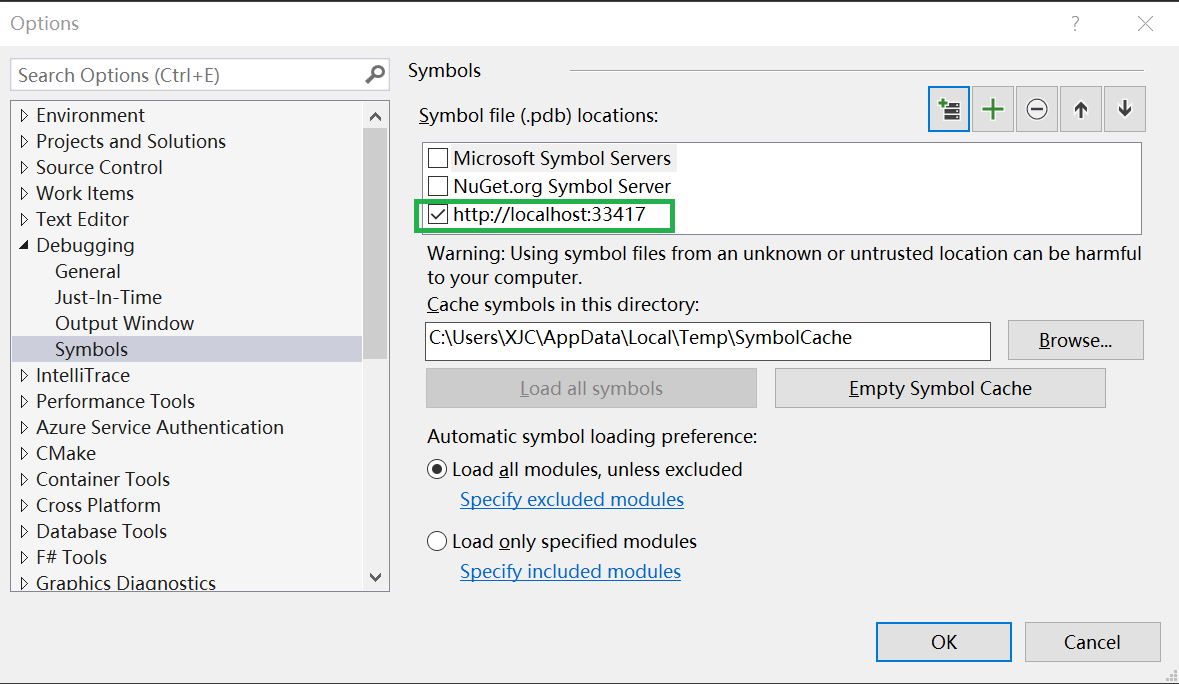 Options
?
Search Options (Ctrl+E)
Environment
Projects and Solutions
Source Control
Work Items
Text Editor
Debugging
General
Just-In-Time
Output Window
Symbols
IntelliTrace
Performance Tools
Azure Service Authentication
CMake
Container Tools
Cross Platform
Database Tools
F# Tools
Graphics Diagnostics
Symbols
Symbol file (.pdb) locations:
Microsoft Symbol Servers
NuGet.org Symbol Server
http://localhost:33417
Warning: Using symbol files from an unknown or untrusted location can be harmful
to your computer.
Cache symbols in this directory:
C:\Users\XJC\AppData\Local\Temp\SymbolCache
Browse...
Load all symbols
Empty Symbol Cache
Automatic symbol loading preference:
Load all modules, unless excluded
Specify excluded modules
Load only specified modules
Specify included modules
OK
Cancel